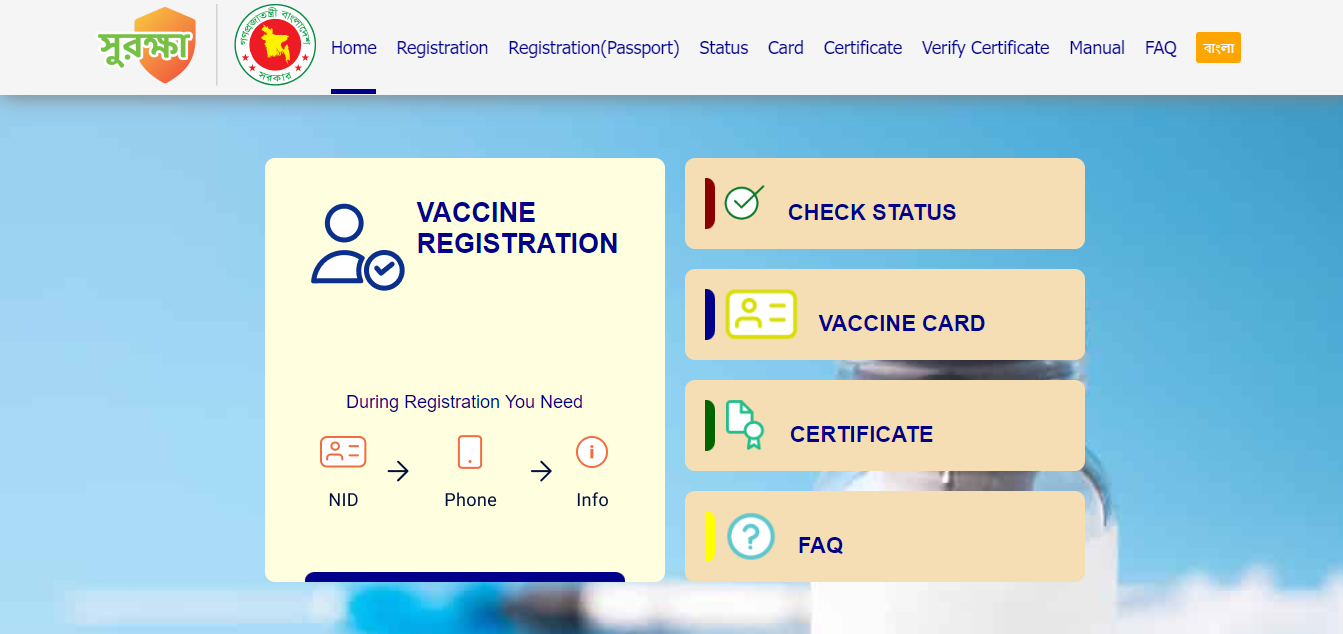 সুরক্ষা
গণপ্রজাতন্ত্রী বাংলাদেশ
সরকার
Home Registration Registration(Passport) Status Card Certificate Verify Certificate Manual FAQ বাংলা
VACCINE
REGISTRATION
During Registration You Need
NID Phone Info
CHECK STATUS
VACCINE CARD
CERTIFICATE
FAQ